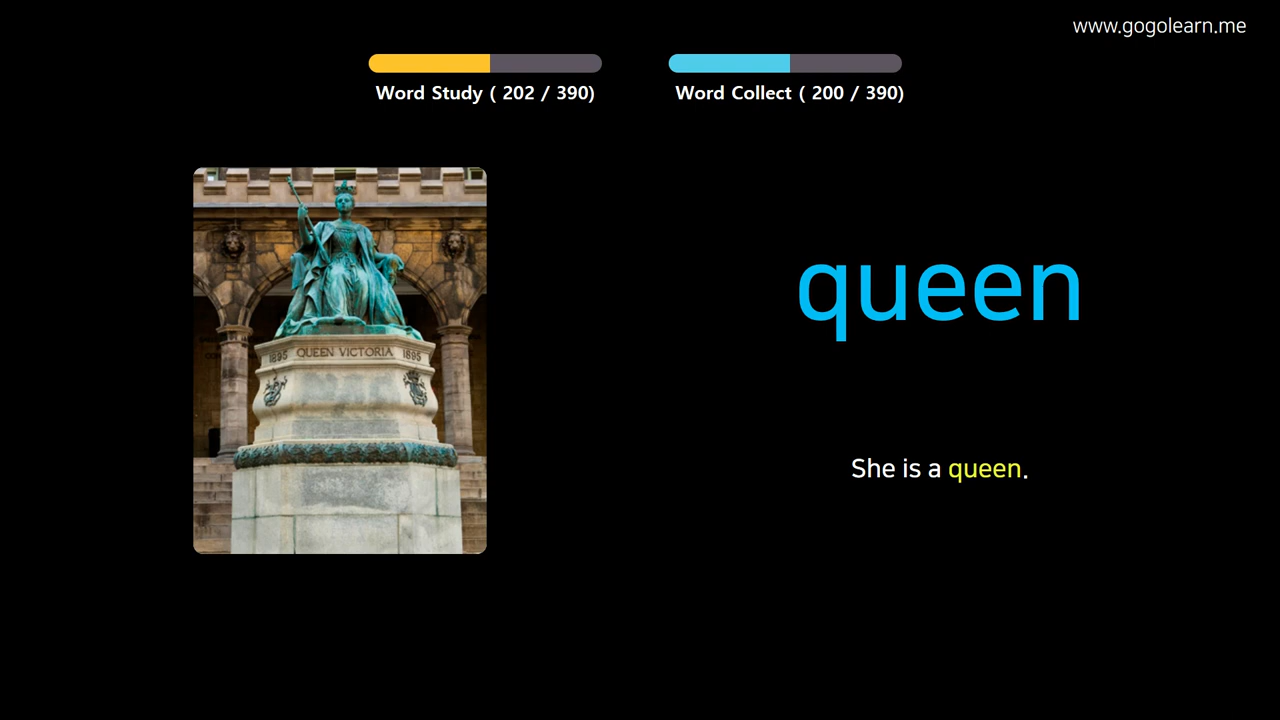 www.gogolearn.me
Word Study ( 202 / 390)
Word Collect ( 200 / 390)
1895 QUEEN VICTORIA 1895
queen
She is a queen.